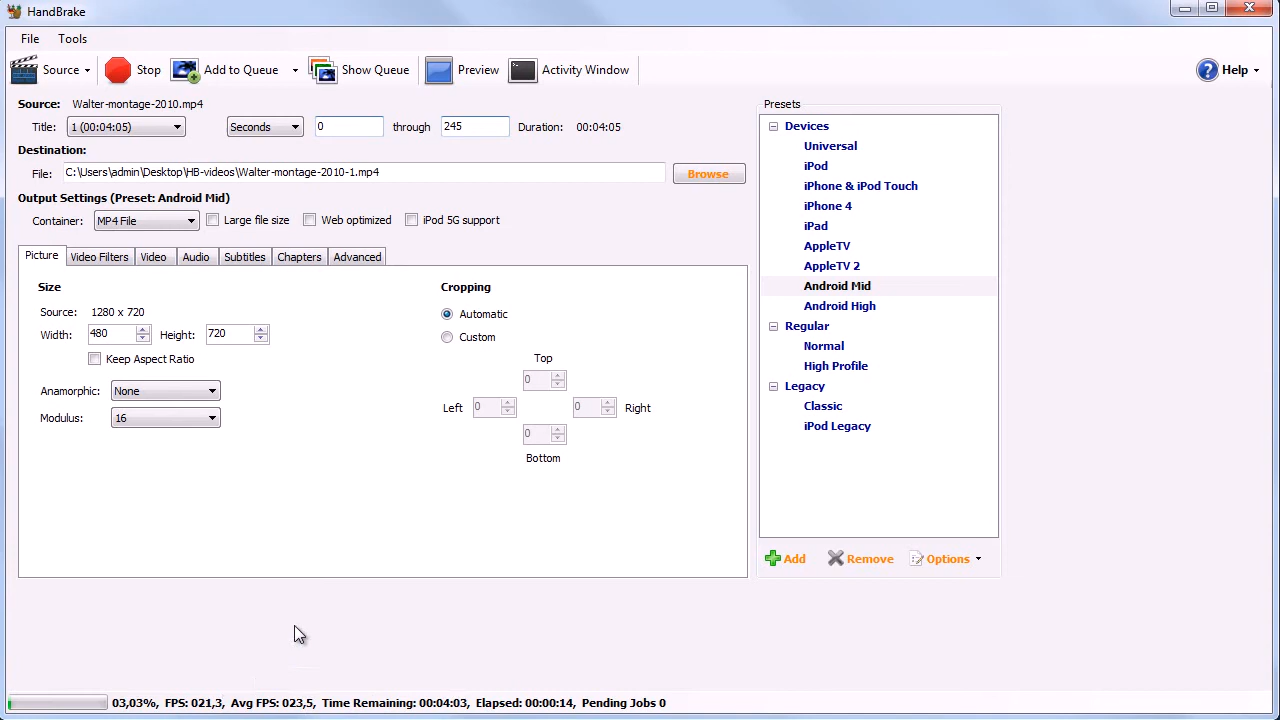 HandBrake
File Tools
Source Stop Add to Queue Show Queue Preview Activity Window Help
Source: Walter-montage-2010.mp4
Title: 1 (00:04:05) Seconds 0 through 245 Duration: 00:04:05
Destination:
File: C:\Users\admin\Desktop\HB-videos\Walter-montage-2010-1.mp4 Browse
Output Settings (Preset: Android Mid)
Container: MP4 File Large file size Web optimized iPod 5G support
Picture Video Filters Video Audio Subtitles Chapters Advanced
Size
Source: 1280 x 720
Width: 480 Height: 720
Keep Aspect Ratio
Anamorphic: None
Modulus: 16
Cropping
Automatic
Custom
Top
0
Left 0 0 Right
0
Bottom
Presets
Devices
Universal
iPod
iPhone & iPod Touch
iPhone 4
iPad
AppleTV
AppleTV 2
Android Mid
Android High
Regular
Normal
High Profile
Legacy
Classic
iPod Legacy
Add Remove Options
03,03%, FPS: 021,3, Avg FPS: 023,5, Time Remaining: 00:04:03, Elapsed: 00:00:14, Pending Jobs 0